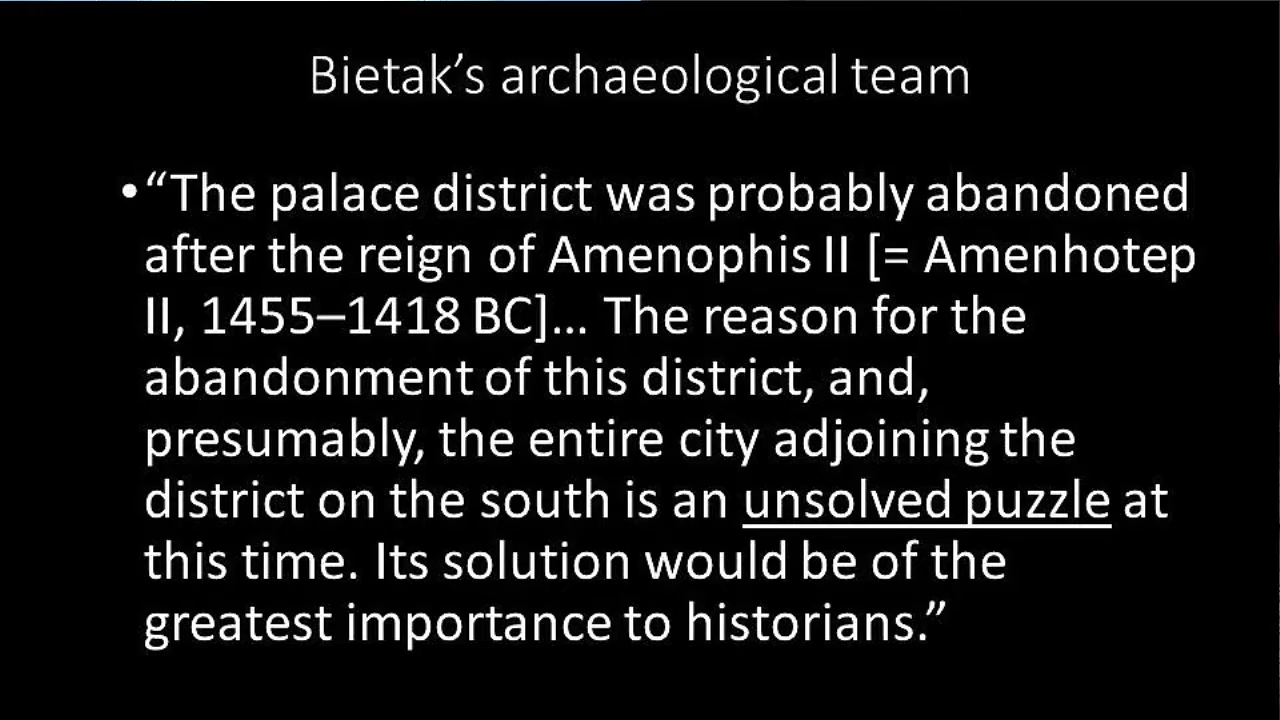 Bietak’s archaeological team
•“The palace district was probably abandoned
after the reign of Amenophis II [= Amenhotep
II, 1455–1418 BC]… The reason for the
abandonment of this district, and,
presumably, the entire city adjoining the
district on the south is an unsolved puzzle at
this time. Its solution would be of the
greatest importance to historians.”